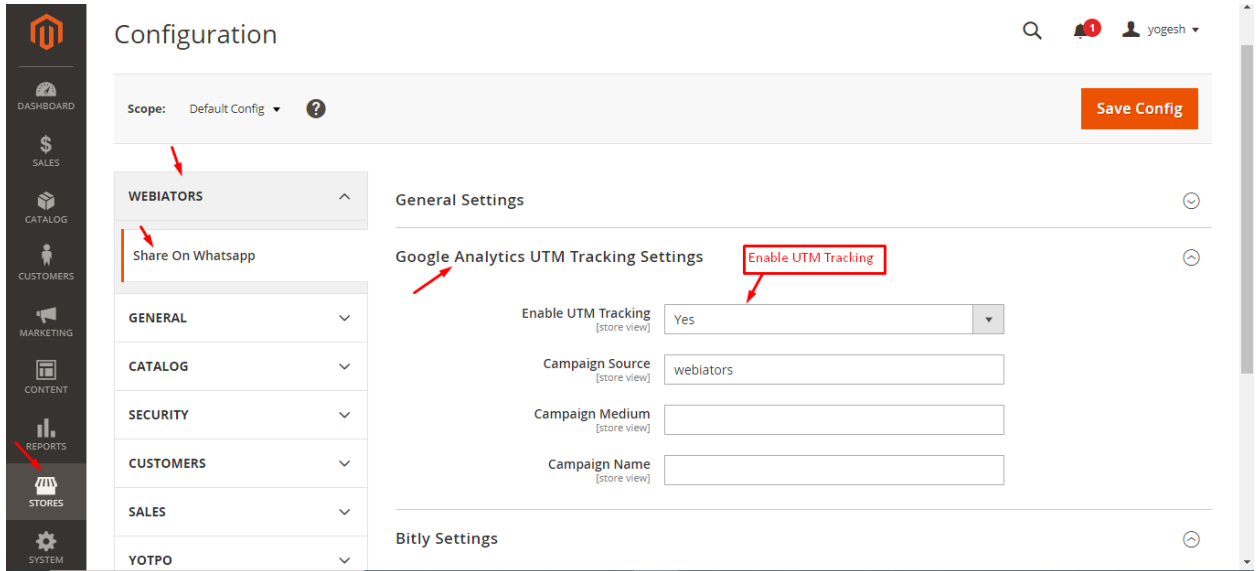 Configuration
1
yogesh
DASHBOARD
SALES
CATALOG
CUSTOMERS
MARKETING
CONTENT
REPORTS
STORES
SYSTEM
Scope: Default Config ?
Save Config
WEBIATORS
Share On Whatsapp
GENERAL
CATALOG
SECURITY
CUSTOMERS
SALES
YOTPO
General Settings
Google Analytics UTM Tracking Settings
Enable UTM Tracking
Enable UTM Tracking
[store view]
Yes
Campaign Source
[store view]
webiators
Campaign Medium
[store view]
Campaign Name
[store view]
Bitly Settings